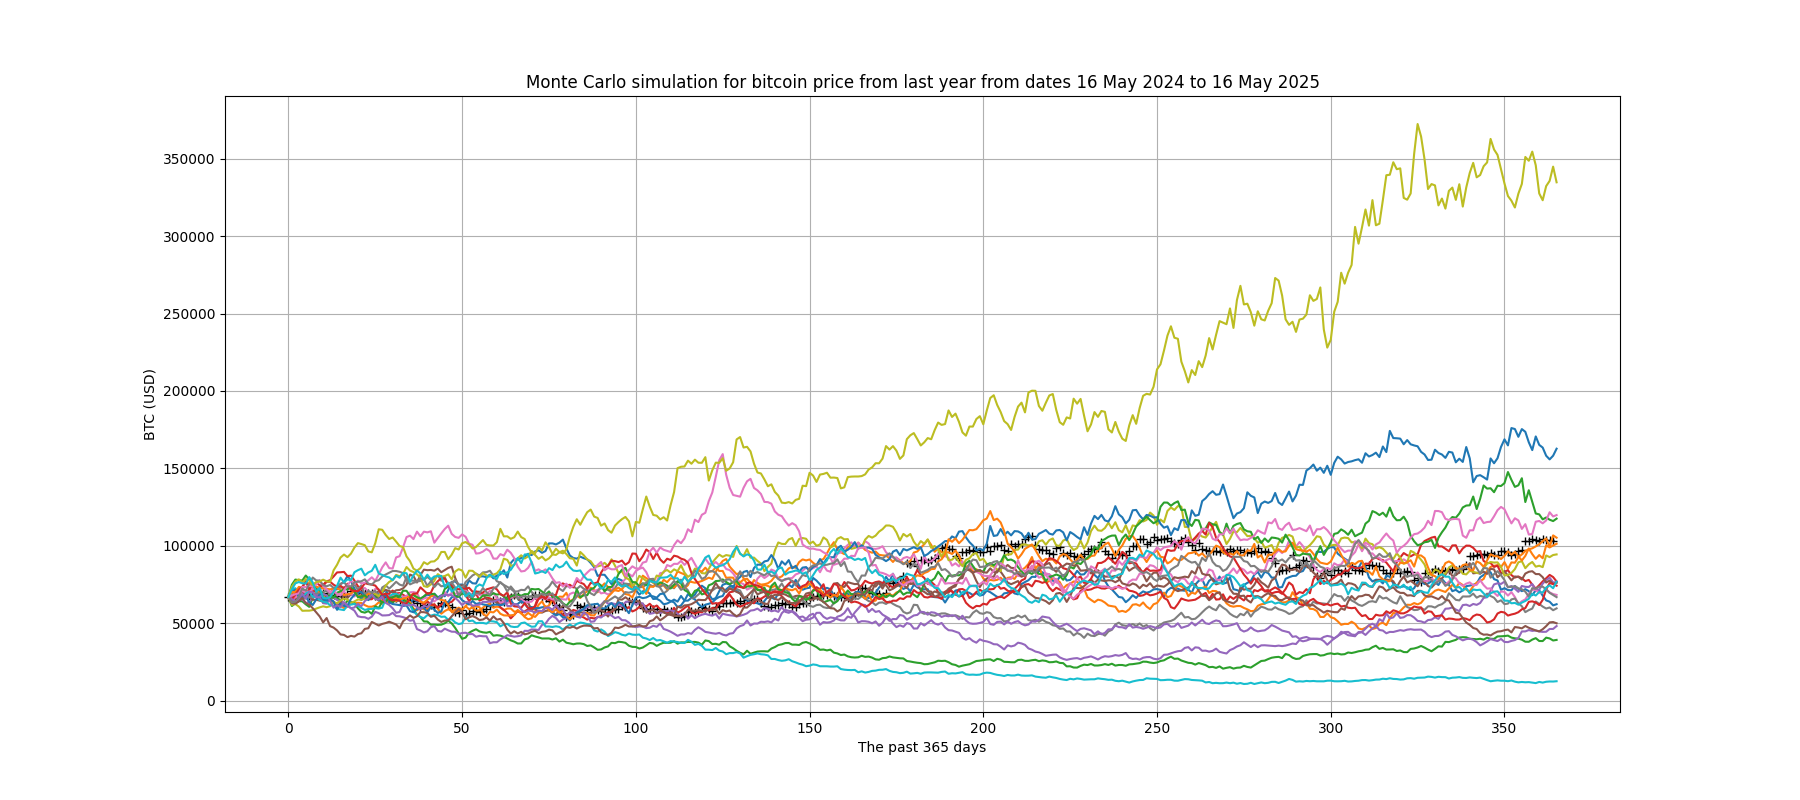 Monte Carlo simulation for bitcoin price from last year from dates 16 May 2024 to 16 May 2025
350000
300000
250000
200000
150000
100000
50000
0
BTC (USD)
0 50 100 150 200 250 300 350
The past 365 days